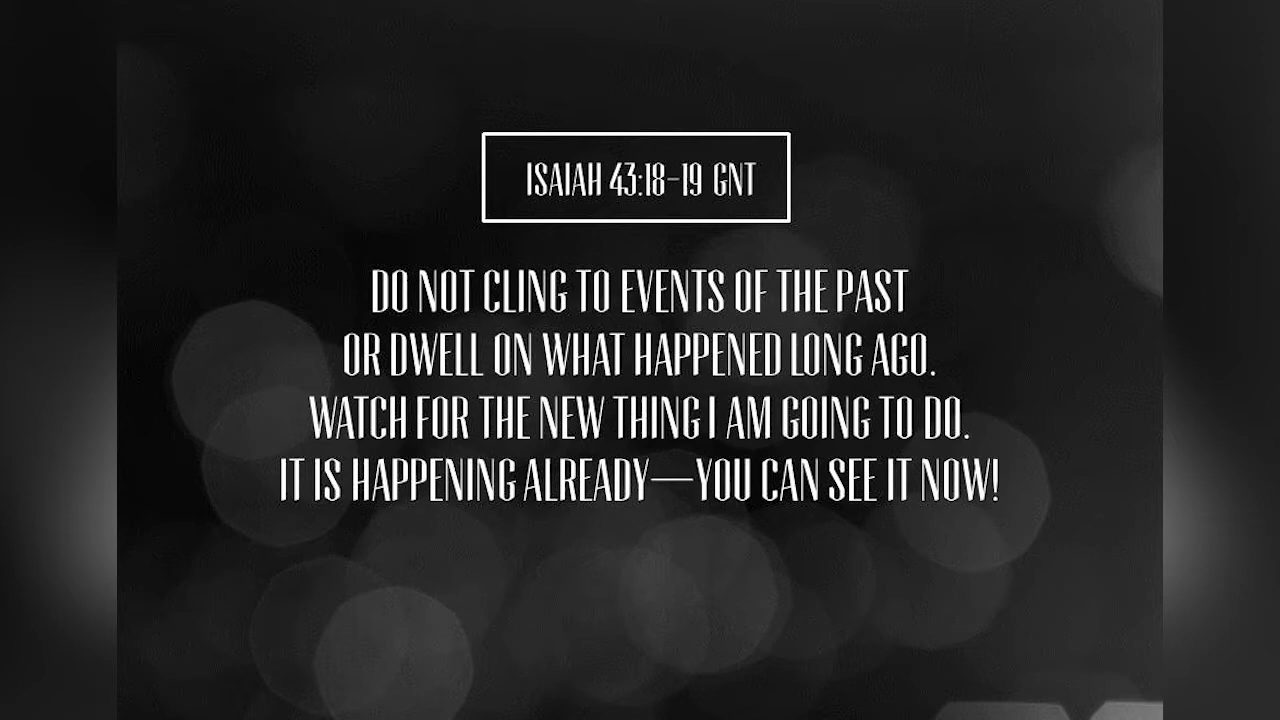 ISAIAH 43:18-19 GNT
DO NOT CLING TO EVENTS OF THE PAST
OR DWELL ON WHAT HAPPENED LONG AGO.
WATCH FOR THE NEW THING I AM GOING TO DO.
IT IS HAPPENING ALREADY—YOU CAN SEE IT NOW!